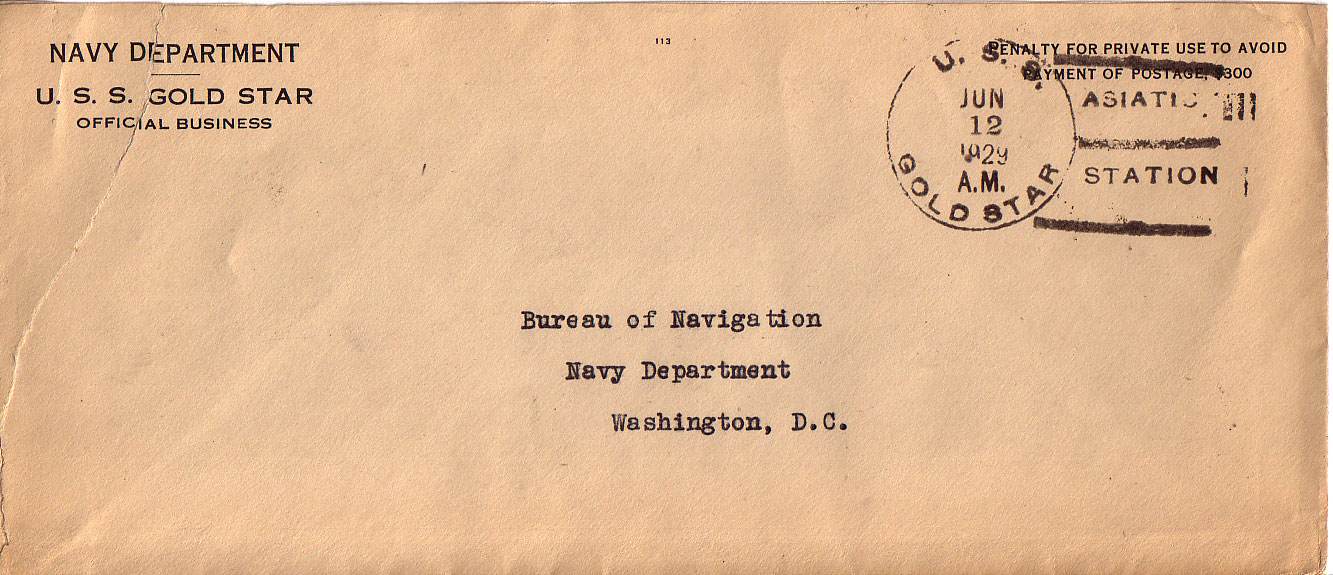 NAVY DEPARTMENT
U. S. S. GOLD STAR
OFFICIAL BUSINESS
113
PENALTY FOR PRIVATE USE TO AVOID
PAYMENT OF POSTAGE, $300
U. S. S.
JUN
12
1929
A.M.
GOLD STAR
ASIATIC
STATION
Bureau of Navigation
Navy Department
Washington, D.C.